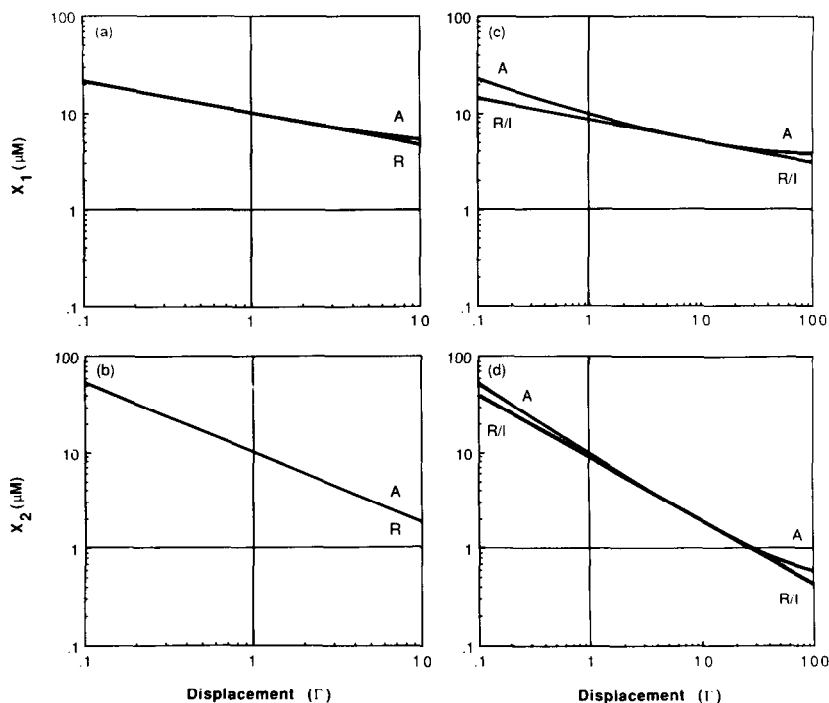 (a)
100
10
1
.1
X1 (μM)
A
R
.1 1 10
(c)
100
10
1
.1
A
R/I
A
R/I
.1 1 10 100
(b)
100
10
1
.1
X2 (μM)
A
R
.1 1 10
Displacement (Γ)
(d)
100
10
1
.1
A
R/I
A
R/I
.1 1 10 100
Displacement (Γ)